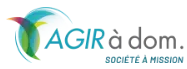 AGIR à dom.
SOCIÉTÉ À MISSION